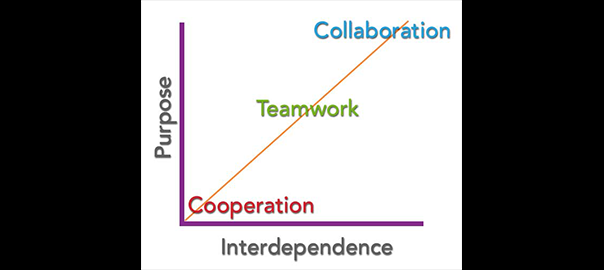 Collaboration
Teamwork
Purpose
Cooperation
Interdependence